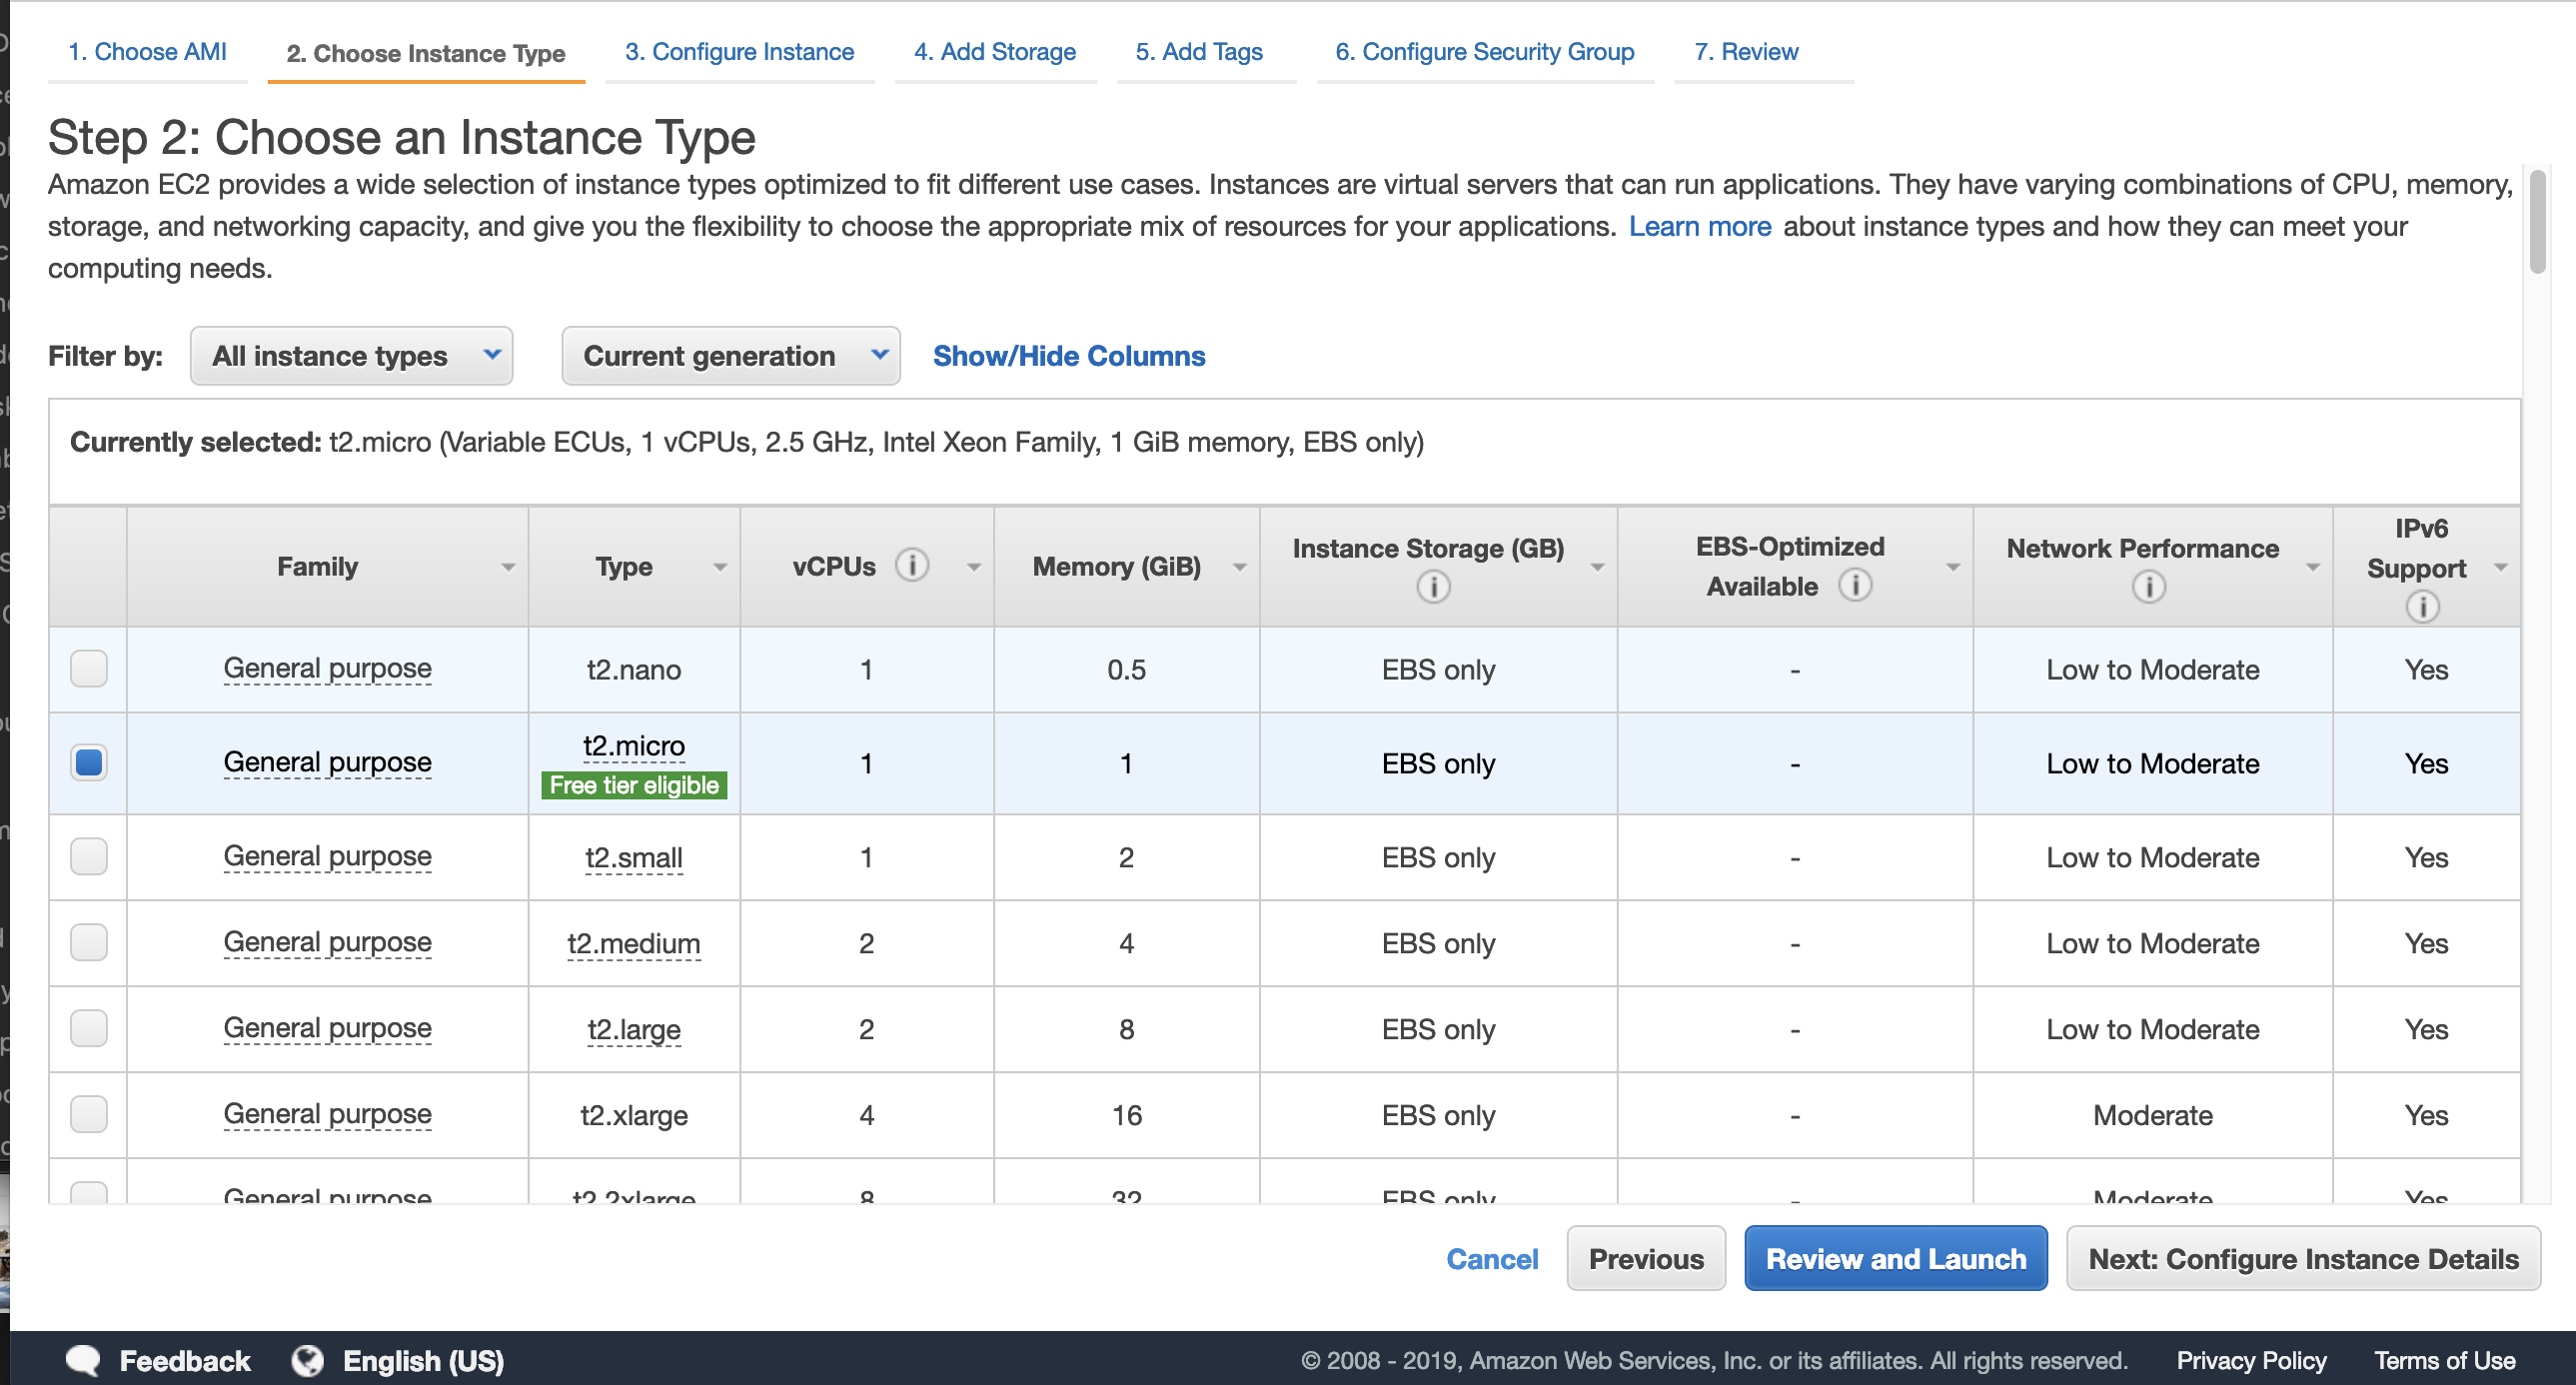 1. Choose AMI 2. Choose Instance Type 3. Configure Instance 4. Add Storage 5. Add Tags 6. Configure Security Group 7. Review
Step 2: Choose an Instance Type
Amazon EC2 provides a wide selection of instance types optimized to fit different use cases. Instances are virtual servers that can run applications. They have varying combinations of CPU, memory,
storage, and networking capacity, and give you the flexibility to choose the appropriate mix of resources for your applications. Learn more about instance types and how they can meet your
computing needs.
Filter by: All instance types Current generation Show/Hide Columns
Currently selected: t2.micro (Variable ECUs, 1 vCPUs, 2.5 GHz, Intel Xeon Family, 1 GiB memory, EBS only)
Family Type vCPUs Memory (GiB) Instance Storage (GB) EBS-Optimized Available Network Performance IPv6 Support
General purpose t2.nano 1 0.5 EBS only - Low to Moderate Yes
General purpose t2.micro 1 1 EBS only - Low to Moderate Yes
Free tier eligible
General purpose t2.small 1 2 EBS only - Low to Moderate Yes
General purpose t2.medium 2 4 EBS only - Low to Moderate Yes
General purpose t2.large 2 8 EBS only - Low to Moderate Yes
General purpose t2.xlarge 4 16 EBS only - Moderate Yes
General purpose t2.2xlarge 8 32 EBS only - Moderate Yes
Cancel Previous Review and Launch Next: Configure Instance Details
Feedback English (US) © 2008 - 2019, Amazon Web Services, Inc. or its affiliates. All rights reserved. Privacy Policy Terms of Use